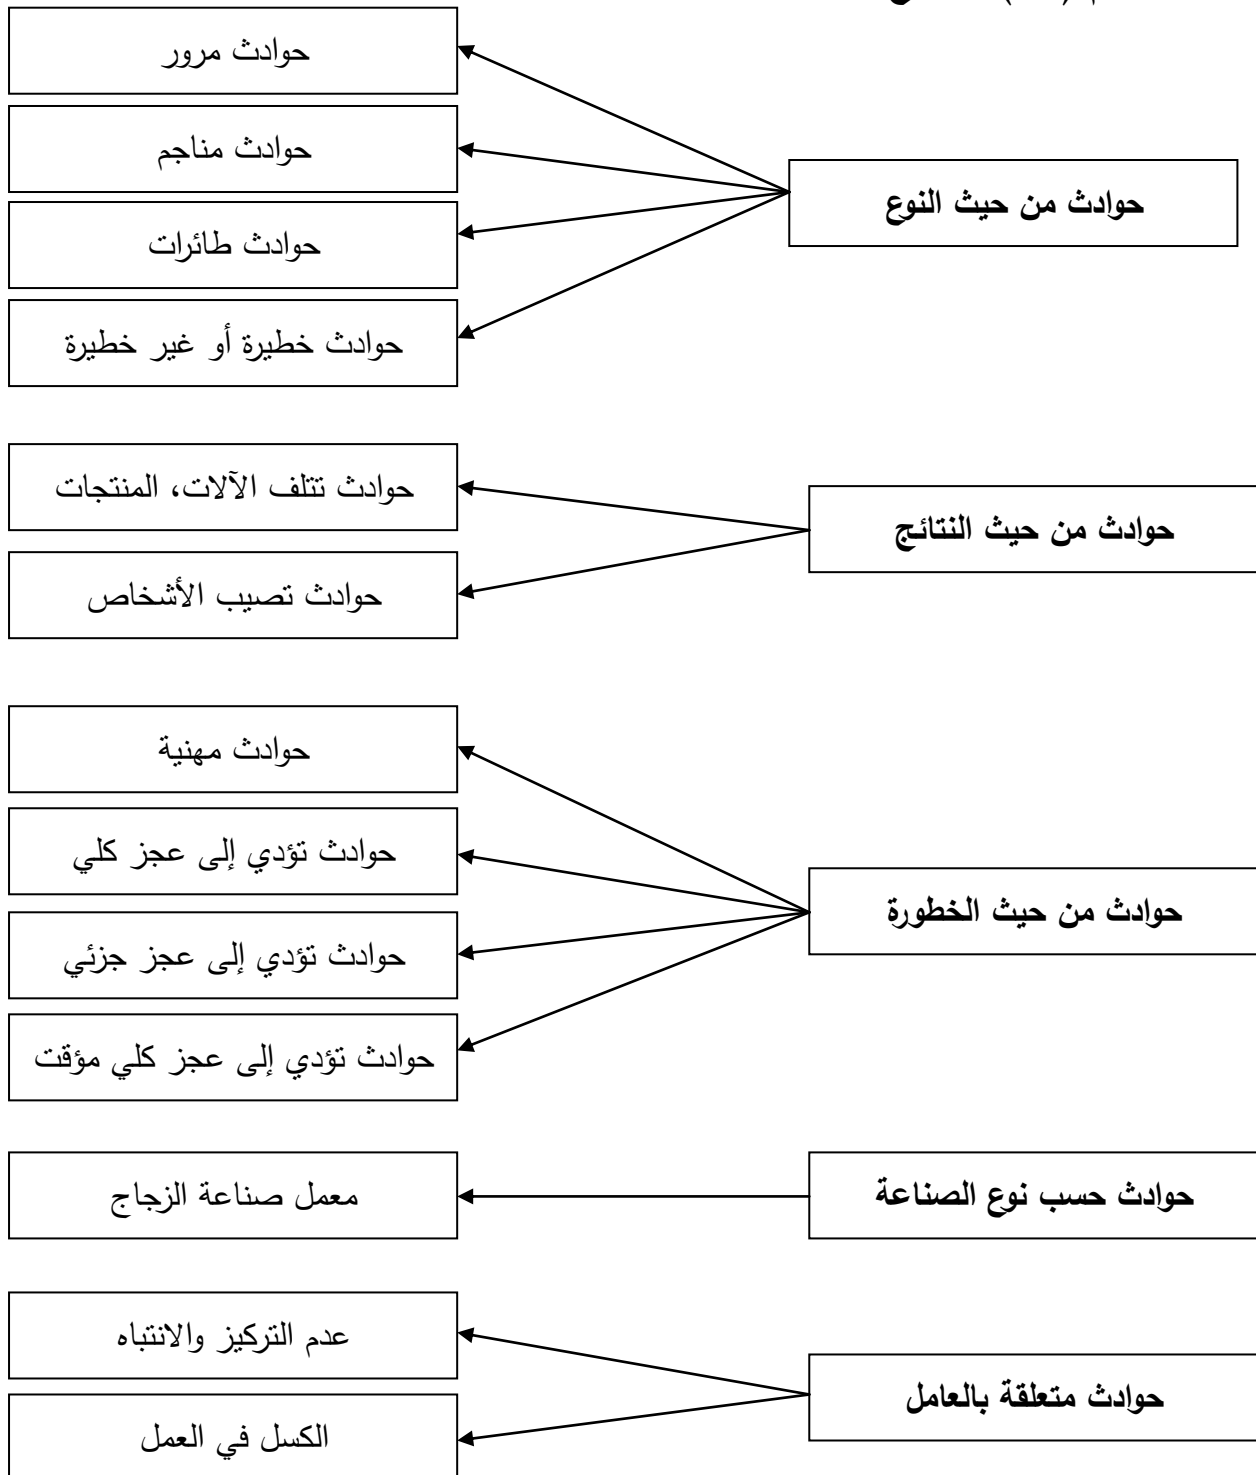 حوادث من حيث النوع
حوادث مرور
حوادث مناجم
حوادث طائرات
حوادث خطيرة أو غير خطيرة
حوادث من حيث النتائج
حوادث تتلف الآلات، المنتجات
حوادث تصيب الأشخاص
حوادث من حيث الخطورة
حوادث مهنية
حوادث تؤدي إلى عجز كلي
حوادث تؤدي إلى عجز جزئي
حوادث تؤدي إلى عجز كلي مؤقت
حوادث حسب نوع الصناعة
معمل صناعة الزجاج
حوادث متعلقة بالعامل
عدم التركيز والانتباه
الكسل في العمل